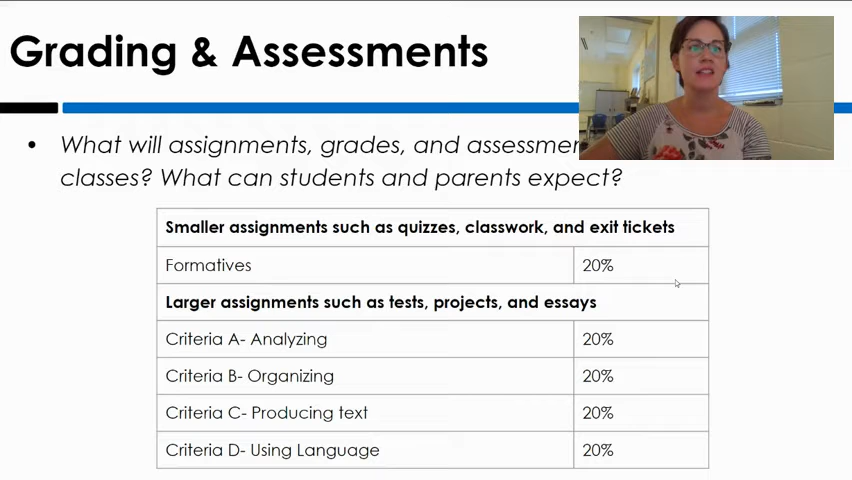 Grading & Assessments
• What will assignments, grades, and
classes? What can students and parents expect?
Smaller assignments such as quizzes, classwork, and exit tickets
Formatives 20%
Larger assignments such as tests, projects, and essays
Criteria A- Analyzing 20%
Criteria B- Organizing 20%
Criteria C- Producing text 20%
Criteria D- Using Language 20%